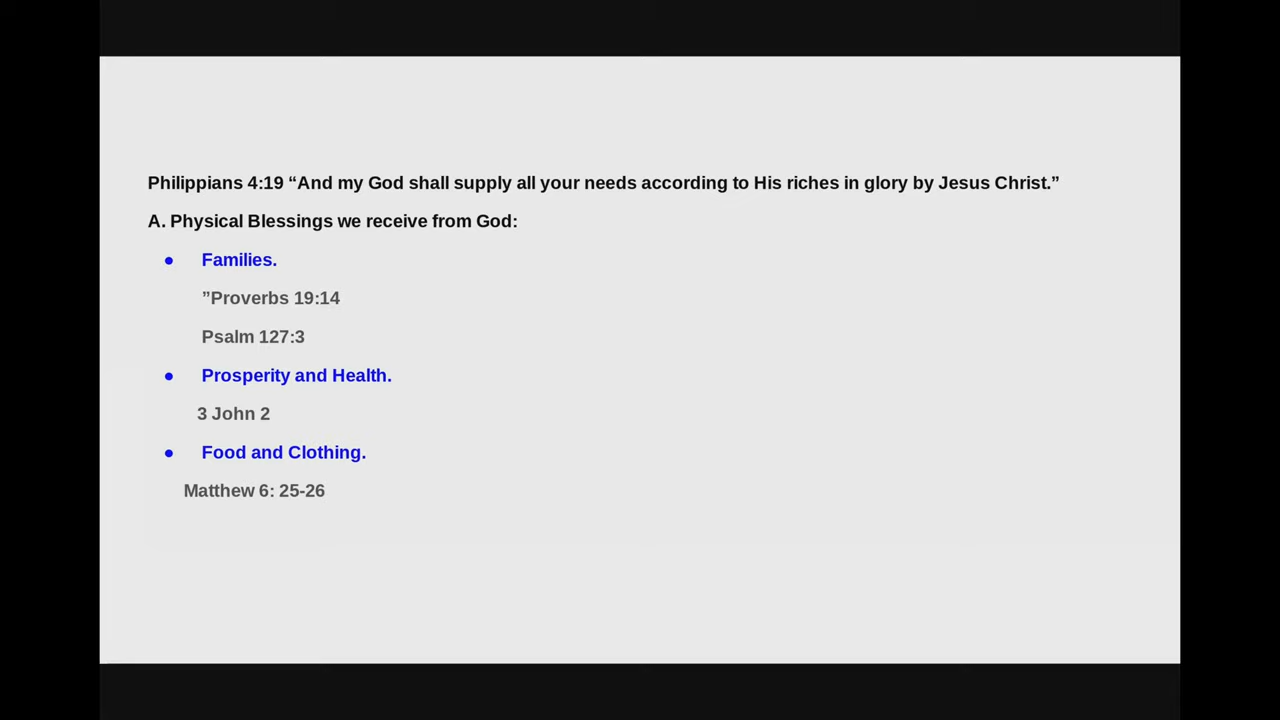 Philippians 4:19 “And my God shall supply all your needs according to His riches in glory by Jesus Christ.”
A. Physical Blessings we receive from God:
● Families.
”Proverbs 19:14
Psalm 127:3
● Prosperity and Health.
3 John 2
● Food and Clothing.
Matthew 6: 25-26